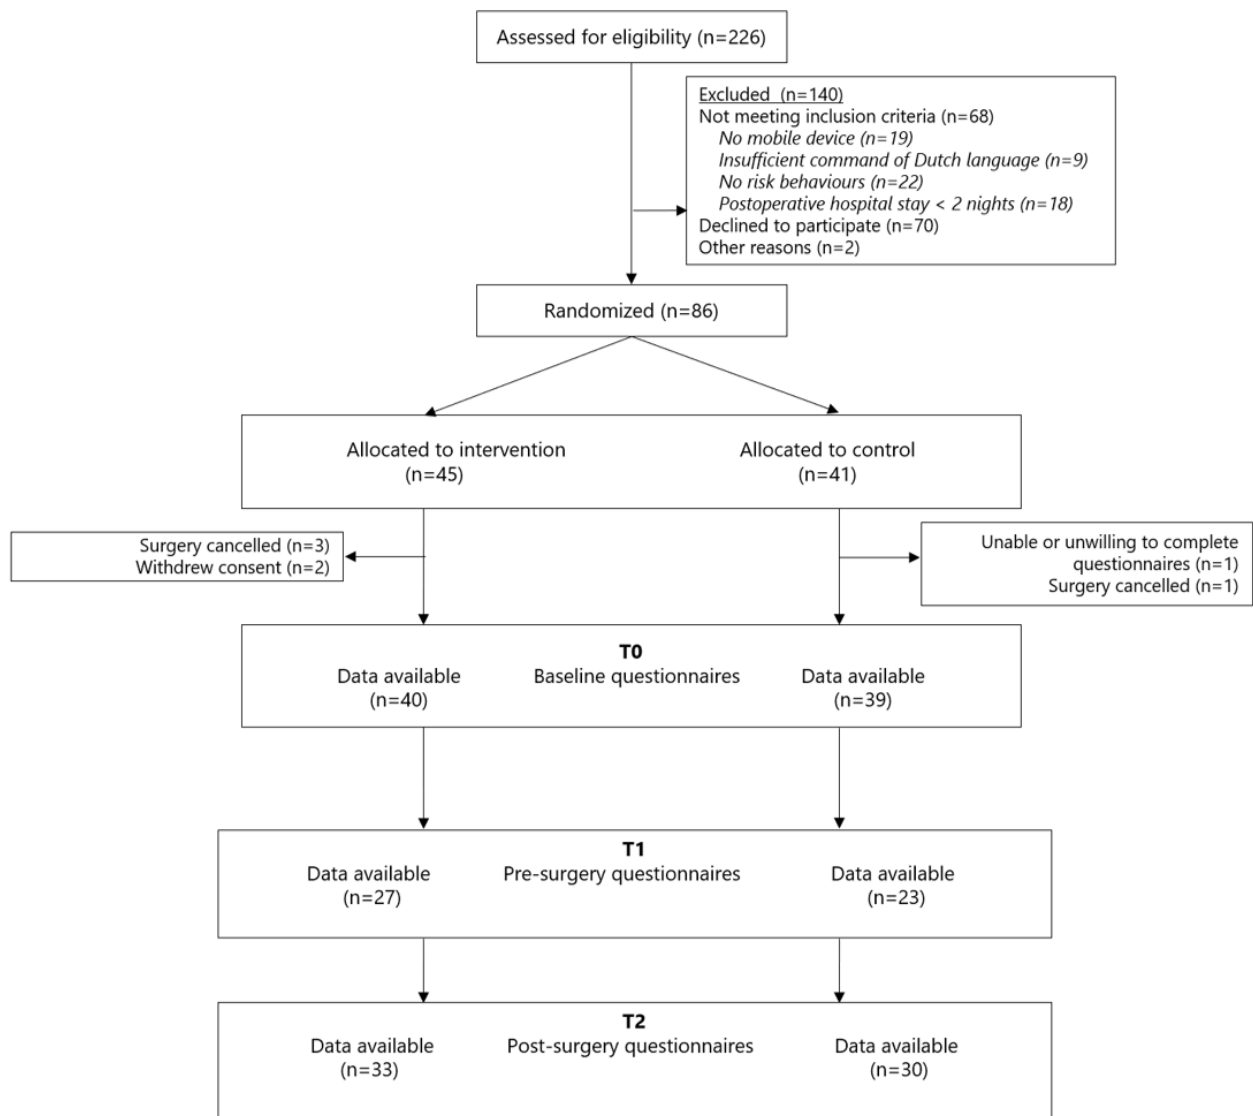 Assessed for eligibility (n=226)
Excluded  (n=140)
Not meeting inclusion criteria (n=68)
No mobile device (n=19)
Insufficient command of Dutch language (n=9)
No risk behaviours (n=22)
Postoperative hospital stay < 2 nights (n=18)
Declined to participate (n=70)
Other reasons (n=2)
Randomized (n=86)
Allocated to intervention
(n=45)
Allocated to control
(n=41)
Surgery cancelled (n=3)
Withdrew consent (n=2)
Unable or unwilling to complete
questionnaires (n=1)
Surgery cancelled (n=1)
T0
Data available
(n=40)
Baseline questionnaires
Data available
(n=39)
T1
Data available
(n=27)
Pre-surgery questionnaires
Data available
(n=23)
T2
Data available
(n=33)
Post-surgery questionnaires
Data available
(n=30)